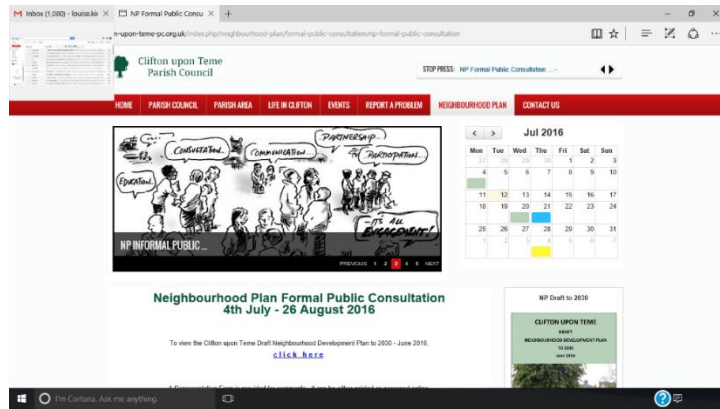 Inbox (1,080) - louise.kir
NP Formal Public Consu
n-upon-teme-pc.org.uk/index.php/neighbourhood-plan/formal-public-consultation/np-formal-public-consultation
Clifton upon Teme
Parish Council
STOP PRESS: NP Formal Public Consultation ... -
HOME PARISH COUNCIL PARISH AREA LIFE IN CLIFTON EVENTS REPORT A PROBLEM NEIGHBOURHOOD PLAN CONTACT US
CONSULTATION...
COMMUNICATION...
PARTNERSHIP...
PARTICIPATION...
EDUCATION...
-ITS ALL
ENGAGEMENT!
NP INFORMAL PUBLIC ...
PREVIOUS 1 2 3 4 5 NEXT
Jul 2016
Mon Tue Wed Thu Fri Sat Sun
27 28 29 30 1 2 3
4 5 6 7 8 9 10
11 12 13 14 15 16 17
18 19 20 21 22 23 24
25 26 27 28 29 30 31
1 2 3 4 5 6 7
Neighbourhood Plan Formal Public Consultation
4th July - 26 August 2016
To view the Clifton upon Teme Draft Neighbourhood Development Plan to 2030 - June 2016,
click here
A Representation Form is provided for comments
NP Draft to 2030
CLIFTON UPON TEME
DRAFT
NEIGHBOURHOOD DEVELOPMENT PLAN
TO 2030
June 2016
I'm Cortana. Ask me anything.